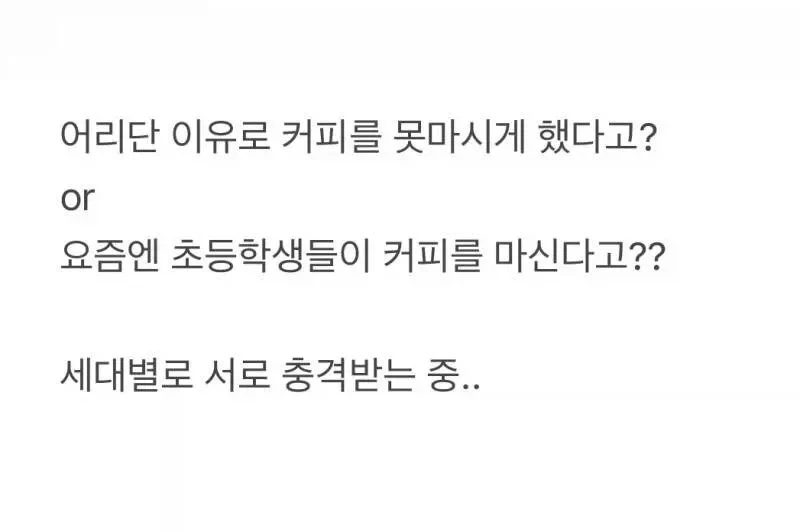 어리단 이유로 커피를 못마시게 했다고?
or
요즘엔 초등학생들이 커피를 마신다고??
세대별로 서로 충격받는 중..